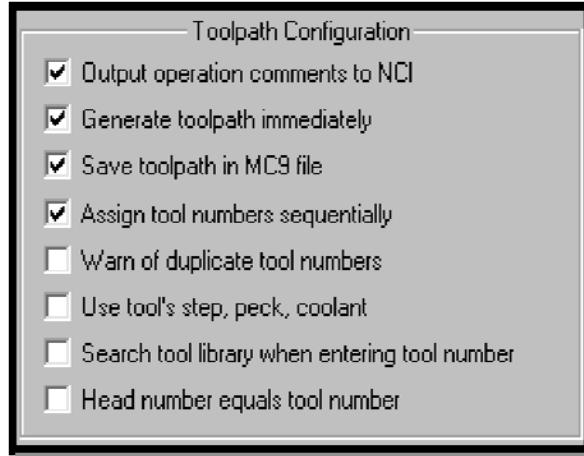 Toolpath Configuration
Output operation comments to NCI
Generate toolpath immediately
Save toolpath in MC9 file
Assign tool numbers sequentially
Warn of duplicate tool numbers
Use tool's step, peck, coolant
Search tool library when entering tool number
Head number equals tool number